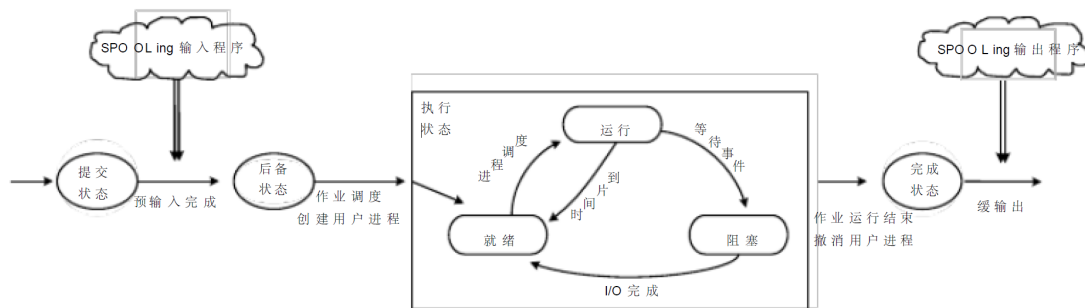 SPOOLing 输入程序
SPOOLing 输出程序
执行
状态
运行
进程调度
时间片到
等待事件
提交
状态
预输入完成
后备
状态
作业调度
创建用户进程
就绪
阻塞
I/O 完成
作业运行结束
撤消用户进程
完成
状态
缓输出